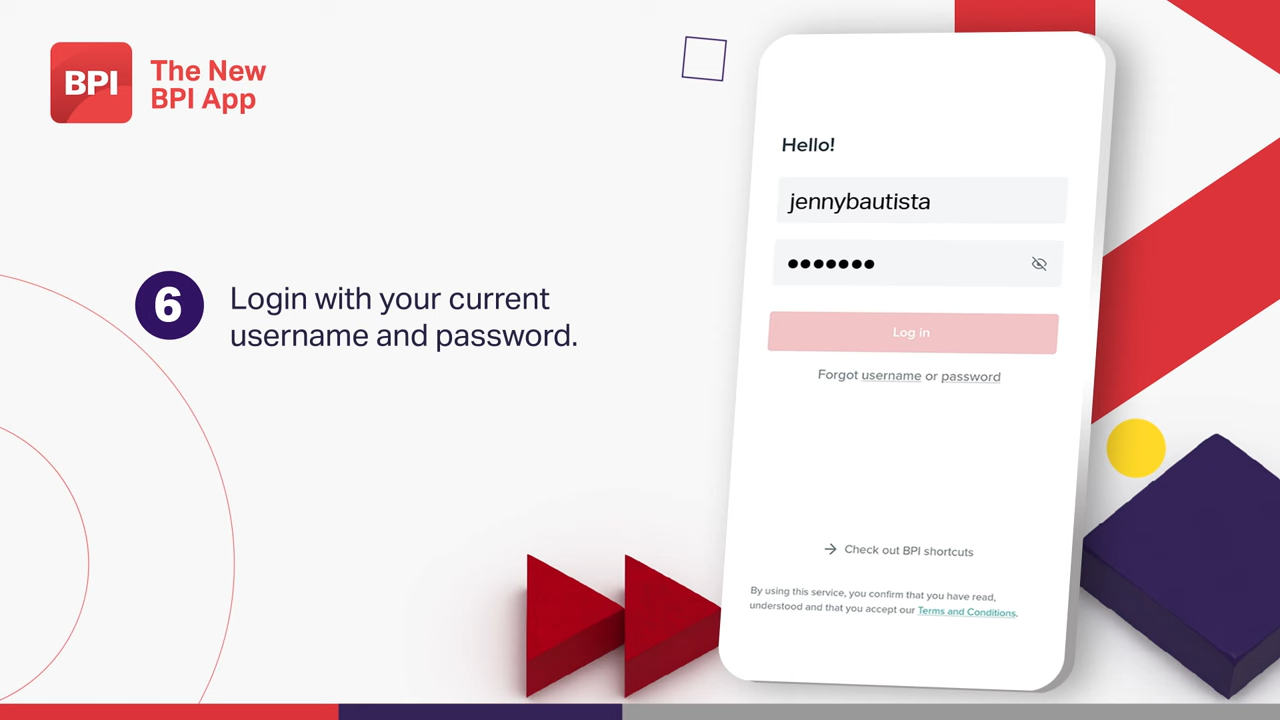 BPI
The New
BPI App
6
Login with your current
username and password.
Hello!
jennybautista
Log in
Forgot username or password
Check out BPI shortcuts
By using this service, you confirm that you have read,
understood and that you accept our Terms and Conditions.